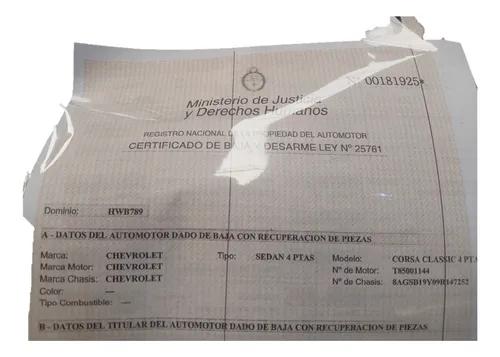 Nº 00181925*
Ministerio de Justicia
y Derechos Humanos
REGISTRO NACIONAL DE LA PROPIEDAD DEL AUTOMOTOR
CERTIFICADO DE BAJA Y DESARME LEY Nº 25761
Dominio: HWB789
A - DATOS DEL AUTOMOTOR DADO DE BAJA CON RECUPERACION DE PIEZAS
Marca: CHEVROLET Tipo: SEDAN 4 PTAS Modelo: CORSA CLASSIC 4 PTA
Marca Motor: CHEVROLET Nº de Motor: T85001144
Marca Chasis: CHEVROLET Nº de Chasis: 8AGSB19Y09R147252
Color: ---
Tipo Combustible: ---
B - DATOS DEL TITULAR DEL AUTOMOTOR DADO DE BAJA CON RECUPERACION DE PIEZAS